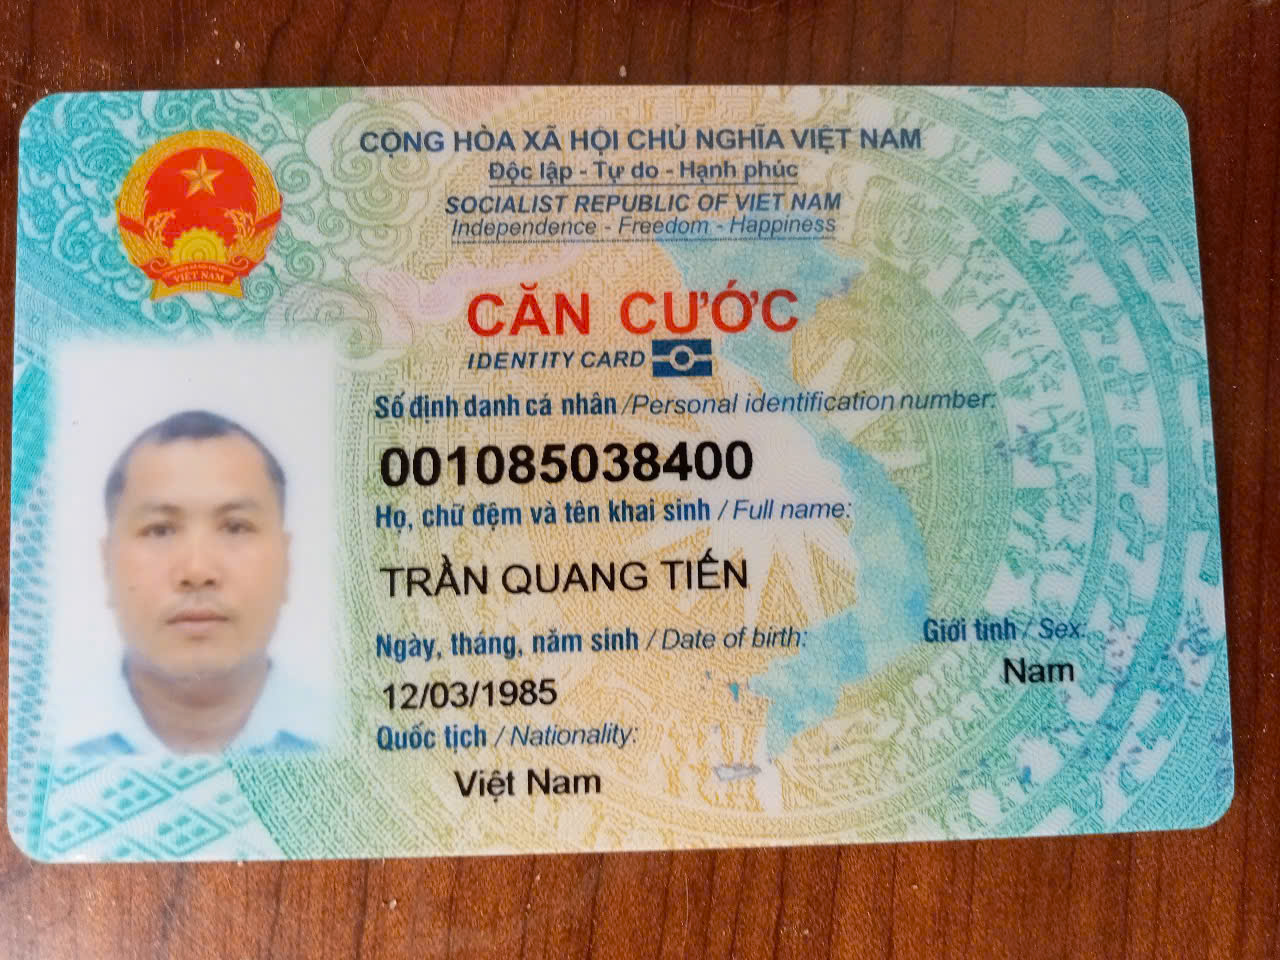 CỘNG HÒA XÃ HỘI CHỦ NGHĨA VIỆT NAM
Độc lập - Tự do - Hạnh phúc
SOCIALIST REPUBLIC OF VIET NAM
Independence - Freedom - Happiness
VIỆT NAM
CĂN CƯỚC
IDENTITY CARD
Số định danh cá nhân /Personal identification number:
001085038400
Họ, chữ đệm và tên khai sinh / Full name:
TRẦN QUANG TIẾN
Ngày, tháng, năm sinh / Date of birth:
12/03/1985
Giới tính / Sex:
Nam
Quốc tịch / Nationality:
Việt Nam